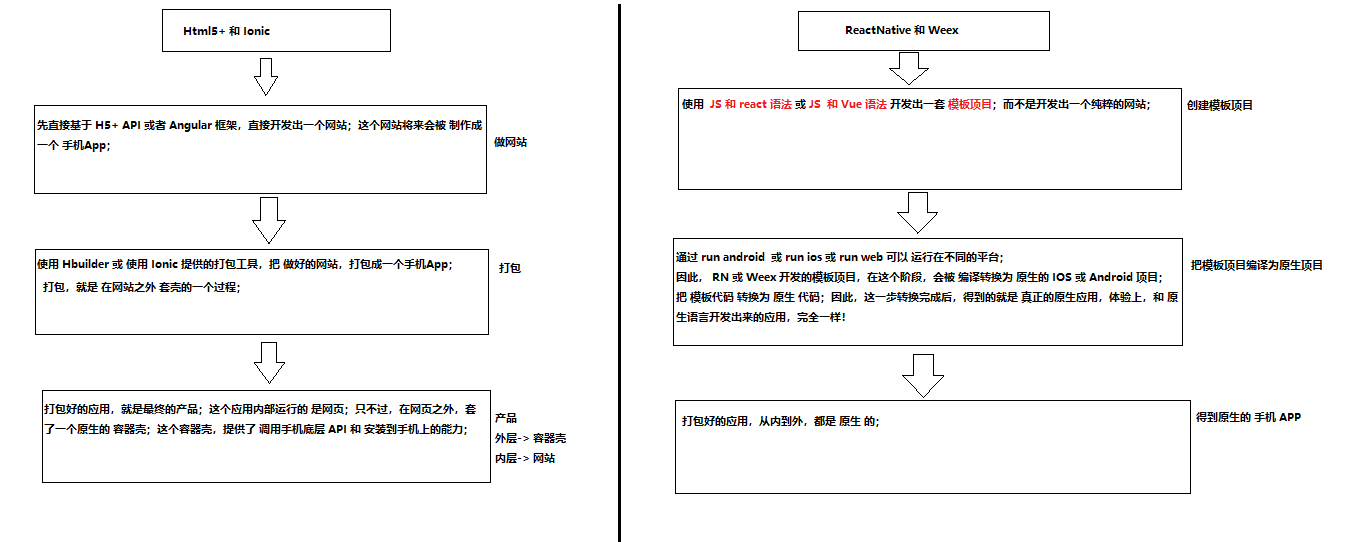 Html5+ 和 Ionic
先直接基于 H5+ API 或者 Angular 框架，直接开发出一个网站；这个网站将来会被 制作成
一个 手机App；
做网站
使用 Hbuilder 或 使用 Ionic 提供的打包工具，把 做好的网站，打包成一个手机App；
打包，就是 在网站之外 套壳的一个过程；
打包
打包好的应用，就是最终的产品；这个应用内部运行的 是网页；只不过，在网页之外，套
了一个原生的 容器壳；这个容器壳，提供了 调用手机底层 API 和 安装到手机上的能力；
产品
外层-> 容器壳
内层-> 网站
ReactNative 和 Weex
使用 JS 和 react 语法 或 JS 和 Vue 语法 开发出一套 模板项目；而不是开发出一个纯粹的网站；
创建模板项目
通过 run android 或 run ios 或 run web 可以 运行在不同的平台；
因此， RN 或 Weex 开发的模板项目，在这个阶段，会被 编译转换为 原生的 IOS 或 Android 项目；
把 模板代码 转换为 原生 代码；因此，这一步转换完成后，得到的就是 真正的原生应用，体验上，和 原
生语言开发出来的应用，完全一样！
把模板项目编译为原生项目
打包好的应用，从内到外，都是 原生 的；
得到原生的 手机 APP